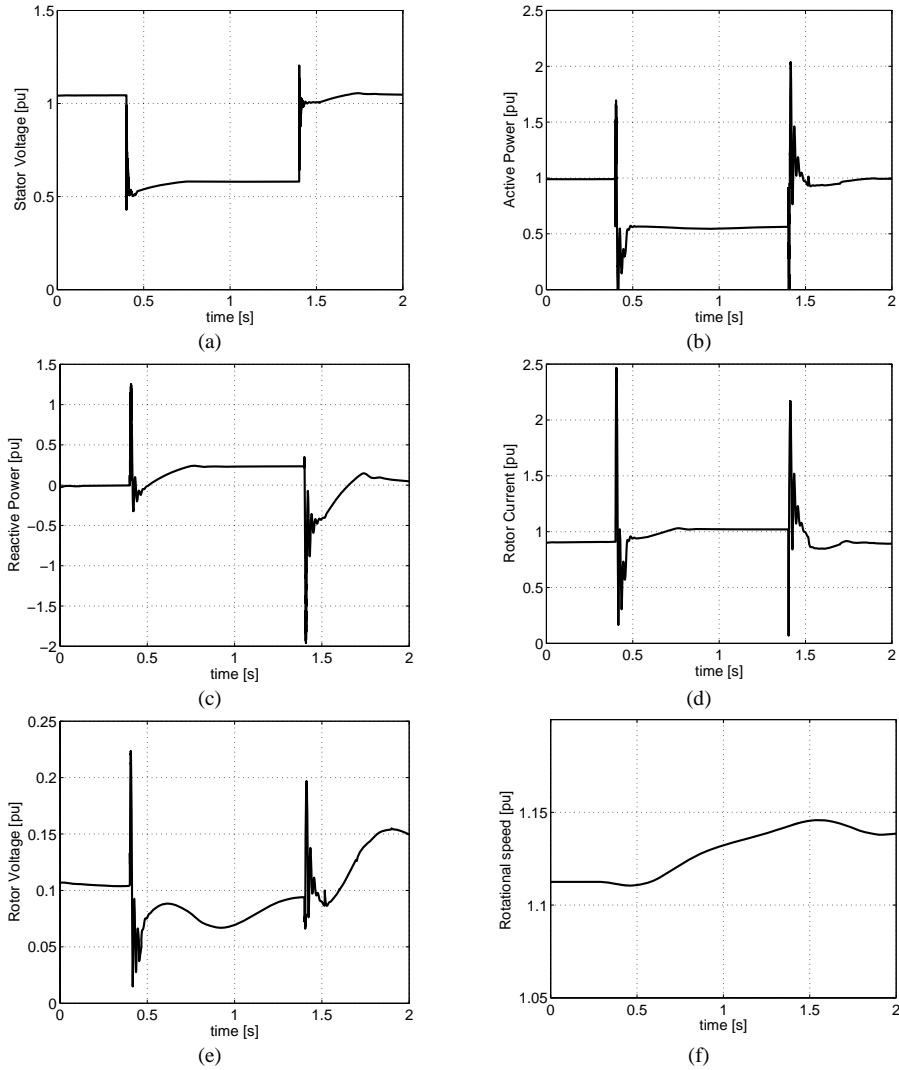 1.5
1
0.5
0
Stator Voltage [pu]
0 0.5 1 1.5 2
time [s]
(a)
2.5
2
1.5
1
0.5
0
Active Power [pu]
0 0.5 1 1.5 2
time [s]
(b)
1.5
1
0.5
0
−0.5
−1
−1.5
−2
Reactive Power [pu]
0 0.5 1 1.5 2
time [s]
(c)
2.5
2
1.5
1
0.5
0
Rotor Current [pu]
0 0.5 1 1.5 2
time [s]
(d)
0.25
0.2
0.15
0.1
0.05
0
Rotor Voltage [pu]
0 0.5 1 1.5 2
time [s]
(e)
1.15
1.1
1.05
Rotational speed [pu]
0 0.5 1 1.5 2
time [s]
(f)